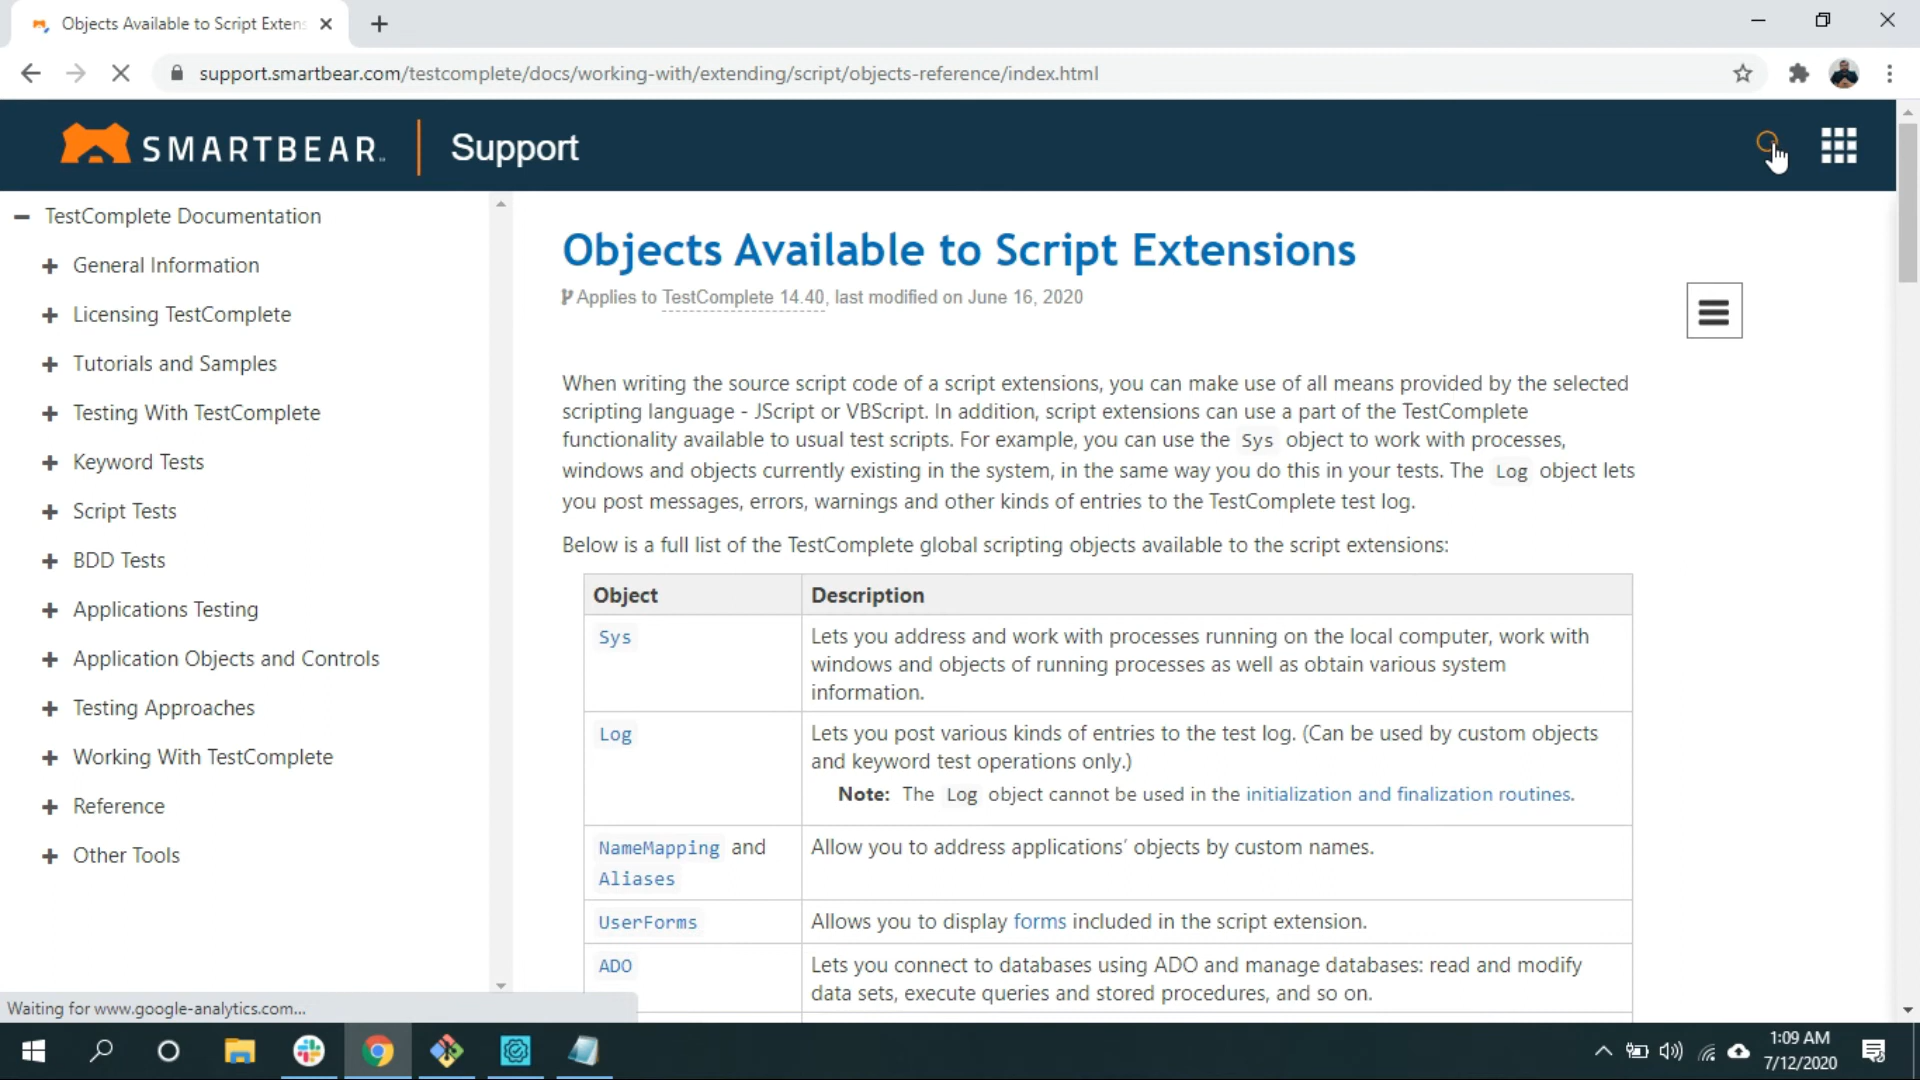 Objects Available to Script Extens
support.smartbear.com/testcomplete/docs/working-with/extending/script/objects-reference/index.html
SMARTBEAR
Support
TestComplete Documentation
General Information
Licensing TestComplete
Tutorials and Samples
Testing With TestComplete
Keyword Tests
Script Tests
BDD Tests
Applications Testing
Application Objects and Controls
Testing Approaches
Working With TestComplete
Reference
Other Tools
Objects Available to Script Extensions
Applies to TestComplete 14.40, last modified on June 16, 2020
When writing the source script code of a script extensions, you can make use of all means provided by the selected
scripting language - JScript or VBScript. In addition, script extensions can use a part of the TestComplete
functionality available to usual test scripts. For example, you can use the Sys object to work with processes,
windows and objects currently existing in the system, in the same way you do this in your tests. The Log object lets
you post messages, errors, warnings and other kinds of entries to the TestComplete test log.
Below is a full list of the TestComplete global scripting objects available to the script extensions:
Object Description
Sys Lets you address and work with processes running on the local computer, work with
windows and objects of running processes as well as obtain various system
information.
Log Lets you post various kinds of entries to the test log. (Can be used by custom objects
and keyword test operations only.)
Note: The Log object cannot be used in the initialization and finalization routines.
NameMapping and Allow you to address applications’ objects by custom names.
Aliases
UserForms Allows you to display forms included in the script extension.
ADO Lets you connect to databases using ADO and manage databases: read and modify
data sets, execute queries and stored procedures, and so on.
Waiting for www.google-analytics.com...
1:09 AM
7/12/2020